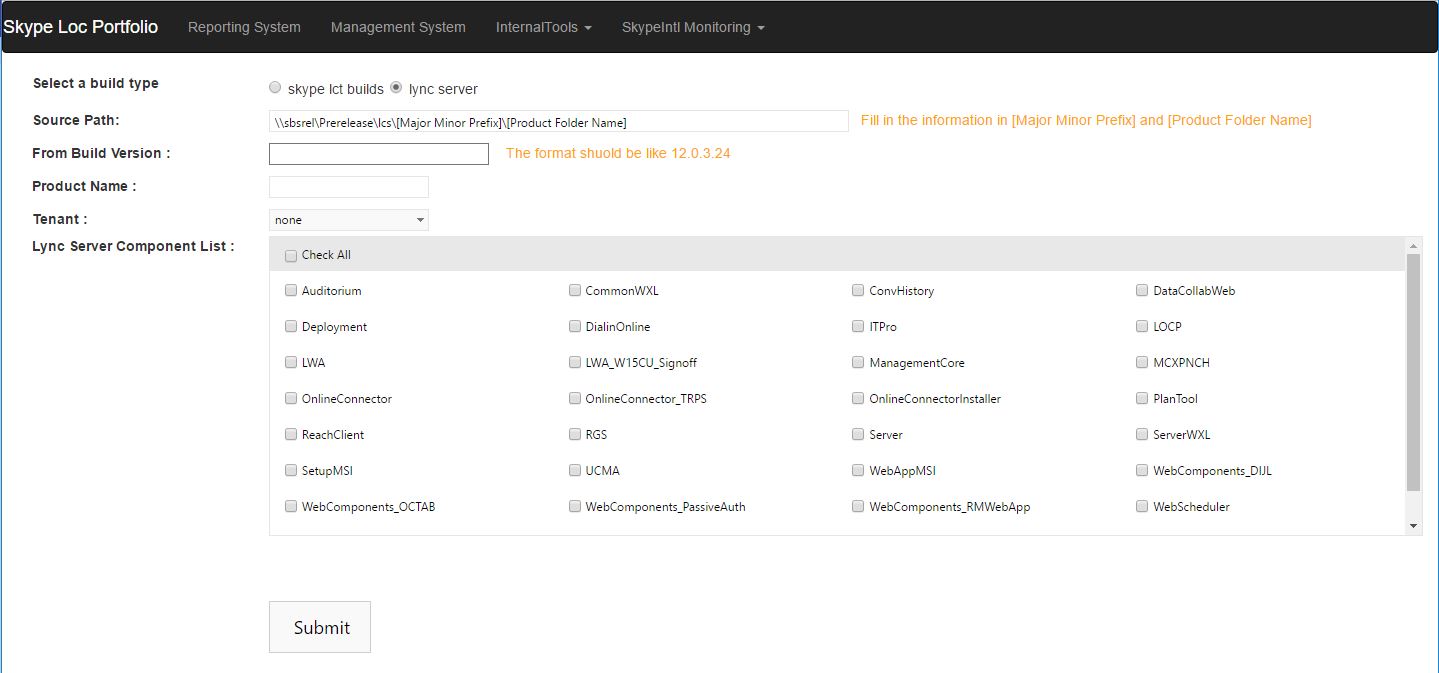 Skype Loc Portfolio Reporting System Management System InternalTools SkypeIntl Monitoring
Select a build type skype lct builds lync server
Source Path: \\sbsrel\Prerelease\lcs\[Major Minor Prefix]\[Product Folder Name] Fill in the information in [Major Minor Prefix] and [Product Folder Name]
From Build Version : The format shuold be like 12.0.3.24
Product Name :
Tenant : none
Lync Server Component List : Check All
Auditorium CommonWXL ConvHistory DataCollabWeb
Deployment DialinOnline ITPro LOCP
LWA LWA_W15CU_Signoff ManagementCore MCXPNCH
OnlineConnector OnlineConnector_TRPS OnlineConnectorInstaller PlanTool
ReachClient RGS Server ServerWXL
SetupMSI UCMA WebAppMSI WebComponents_DIJL
WebComponents_OCTAB WebComponents_PassiveAuth WebComponents_RMWebApp WebScheduler
Submit